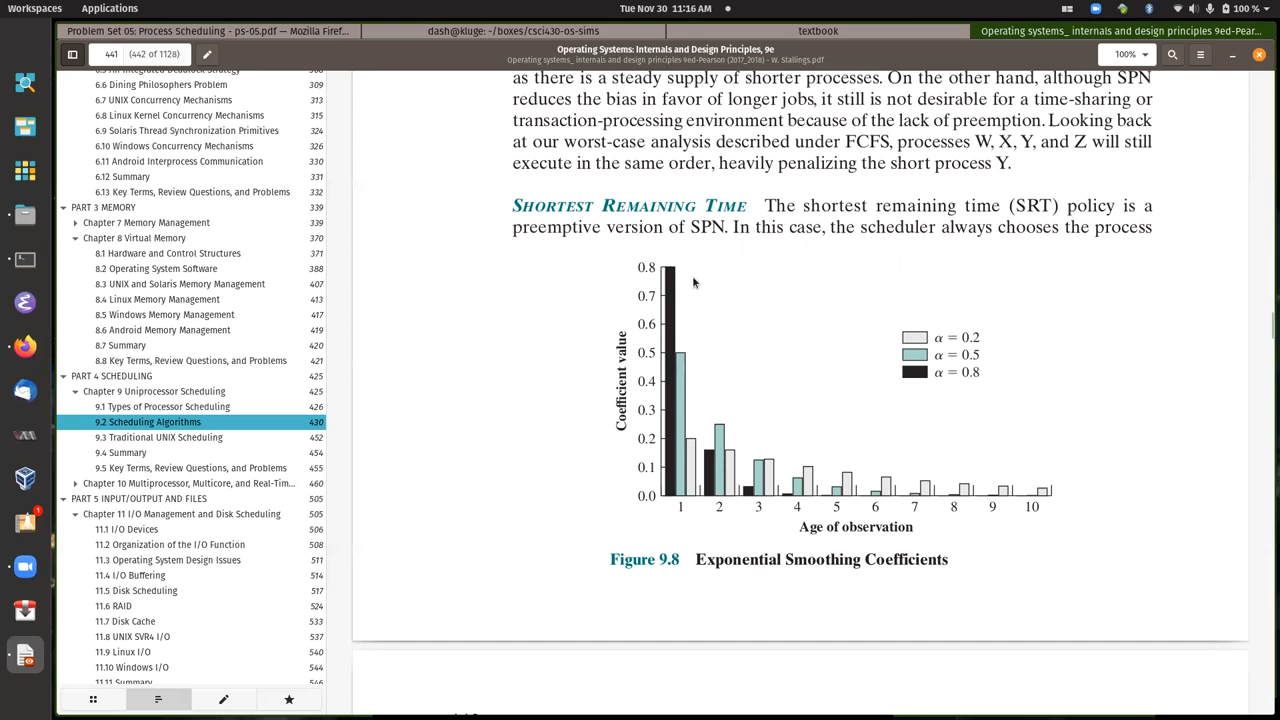 Workspaces Applications Tue Nov 30 11:16 AM 100 %
Problem Set 05: Process Scheduling - ps-05.pdf — Mozilla Firef... dash@kluge: ~/boxes/csci430-os-sims textbook Operating systems_ internals and design principles 9ed-Pear...
441 (442 of 1128) Operating Systems: Internals and Design Principles, 9e 100%
Operating systems_ internals and design principles 9ed-Pearson (2017_2018) - W. Stallings.pdf
6.6 Dining Philosophers Problem 309
6.7 UNIX Concurrency Mechanisms 313
6.8 Linux Kernel Concurrency Mechanisms 315
6.9 Solaris Thread Synchronization Primitives 324
6.10 Windows Concurrency Mechanisms 326
6.11 Android Interprocess Communication 330
6.12 Summary 331
6.13 Key Terms, Review Questions, and Problems 332
PART 3 MEMORY 339
Chapter 7 Memory Management 340
Chapter 8 Virtual Memory 370
8.1 Hardware and Control Structures 371
8.2 Operating System Software 388
8.3 UNIX and Solaris Memory Management 407
8.4 Linux Memory Management 413
8.5 Windows Memory Management 417
8.6 Android Memory Management 419
8.7 Summary 420
8.8 Key Terms, Review Questions, and Problems 421
PART 4 SCHEDULING 425
Chapter 9 Uniprocessor Scheduling 425
9.1 Types of Processor Scheduling 426
9.2 Scheduling Algorithms 430
9.3 Traditional UNIX Scheduling 452
9.4 Summary 454
9.5 Key Terms, Review Questions, and Problems 455
Chapter 10 Multiprocessor, Multicore, and Real-Tim... 460
PART 5 INPUT/OUTPUT AND FILES 505
Chapter 11 I/O Management and Disk Scheduling 505
11.1 I/O Devices 506
11.2 Organization of the I/O Function 508
11.3 Operating System Design Issues 511
11.4 I/O Buffering 514
11.5 Disk Scheduling 517
11.6 RAID 524
11.7 Disk Cache 533
11.8 UNIX SVR4 I/O 537
11.9 Linux I/O 540
11.10 Windows I/O 544
11.11 Summary 546
as there is a steady supply of shorter processes. On the other hand, although SPN
reduces the bias in favor of longer jobs, it still is not desirable for a time-sharing or
transaction-processing environment because of the lack of preemption. Looking back
at our worst-case analysis described under FCFS, processes W, X, Y, and Z will still
execute in the same order, heavily penalizing the short process Y.
SHORTEST REMAINING TIME The shortest remaining time (SRT) policy is a
preemptive version of SPN. In this case, the scheduler always chooses the process
Coefficient value
0.8
0.7
0.6
0.5
0.4
0.3
0.2
0.1
0.0
α = 0.2
α = 0.5
α = 0.8
1 2 3 4 5 6 7 8 9 10
Age of observation
Figure 9.8 Exponential Smoothing Coefficients
1